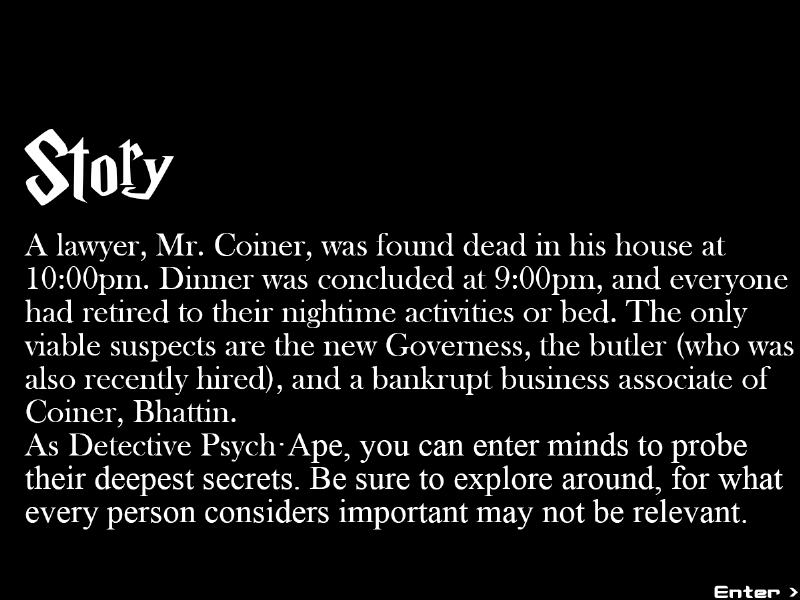 Story
A lawyer, Mr. Coiner, was found dead in his house at
10:00pm. Dinner was concluded at 9:00pm, and everyone
had retired to their nightime activities or bed. The only
viable suspects are the new Governess, the butler (who was
also recently hired), and a bankrupt business associate of
Coiner, Bhattin.
As Detective Psych·Ape, you can enter minds to probe
their deepest secrets. Be sure to explore around, for what
every person considers important may not be relevant.
Enter >